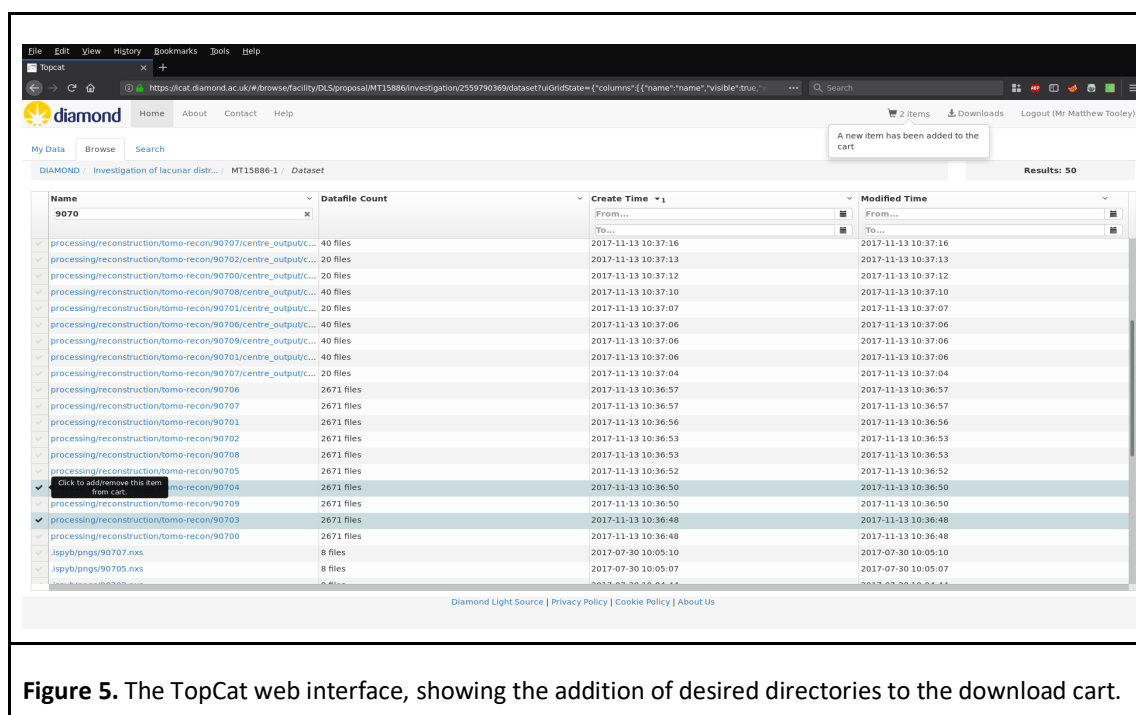 File Edit View History Bookmarks Tools Help
Topcat × +
https://icat.diamond.ac.uk/#/browse/facility/DLS/proposal/MT15886/investigation/2559790369/dataset?uiGridState={"columns":[{"name":"name","visible":true," ··· Search
diamond Home About Contact Help 2 items Downloads Logout (Mr Matthew Tooley)
A new item has been added to the
cart
My Data Browse Search
DIAMOND / Investigation of lacunar distr... / MT15886-1 / Dataset Results: 50
Name Datafile Count Create Time 1 Modified Time
9070 From... From...
To... To...
processing/reconstruction/tomo-recon/90707/centre_output/c... 40 files 2017-11-13 10:37:16 2017-11-13 10:37:16
processing/reconstruction/tomo-recon/90702/centre_output/c... 20 files 2017-11-13 10:37:13 2017-11-13 10:37:13
processing/reconstruction/tomo-recon/90700/centre_output/c... 20 files 2017-11-13 10:37:12 2017-11-13 10:37:12
processing/reconstruction/tomo-recon/90708/centre_output/c... 40 files 2017-11-13 10:37:10 2017-11-13 10:37:10
processing/reconstruction/tomo-recon/90701/centre_output/c... 20 files 2017-11-13 10:37:07 2017-11-13 10:37:07
processing/reconstruction/tomo-recon/90706/centre_output/c... 40 files 2017-11-13 10:37:06 2017-11-13 10:37:06
processing/reconstruction/tomo-recon/90709/centre_output/c... 40 files 2017-11-13 10:37:06 2017-11-13 10:37:06
processing/reconstruction/tomo-recon/90701/centre_output/c... 40 files 2017-11-13 10:37:06 2017-11-13 10:37:06
processing/reconstruction/tomo-recon/90707/centre_output/c... 20 files 2017-11-13 10:37:04 2017-11-13 10:37:04
processing/reconstruction/tomo-recon/90706 2671 files 2017-11-13 10:36:57 2017-11-13 10:36:57
processing/reconstruction/tomo-recon/90707 2671 files 2017-11-13 10:36:57 2017-11-13 10:36:57
processing/reconstruction/tomo-recon/90701 2671 files 2017-11-13 10:36:56 2017-11-13 10:36:56
processing/reconstruction/tomo-recon/90702 2671 files 2017-11-13 10:36:53 2017-11-13 10:36:53
processing/reconstruction/tomo-recon/90708 2671 files 2017-11-13 10:36:53 2017-11-13 10:36:53
processing/reconstruction/tomo-recon/90705 2671 files 2017-11-13 10:36:52 2017-11-13 10:36:52
Click to add/remove this item
from cart.
mo-recon/90704 2671 files 2017-11-13 10:36:50 2017-11-13 10:36:50
processing/reconstruction/tomo-recon/90709 2671 files 2017-11-13 10:36:50 2017-11-13 10:36:50
processing/reconstruction/tomo-recon/90703 2671 files 2017-11-13 10:36:48 2017-11-13 10:36:48
processing/reconstruction/tomo-recon/90700 2671 files 2017-11-13 10:36:48 2017-11-13 10:36:48
.ispyb/pngs/90707.nxs 8 files 2017-07-30 10:05:10 2017-07-30 10:05:10
.ispyb/pngs/90705.nxs 8 files 2017-07-30 10:05:07 2017-07-30 10:05:07
Diamond Light Source | Privacy Policy | Cookie Policy | About Us
Figure 5. The TopCat web interface, showing the addition of desired directories to the download cart.